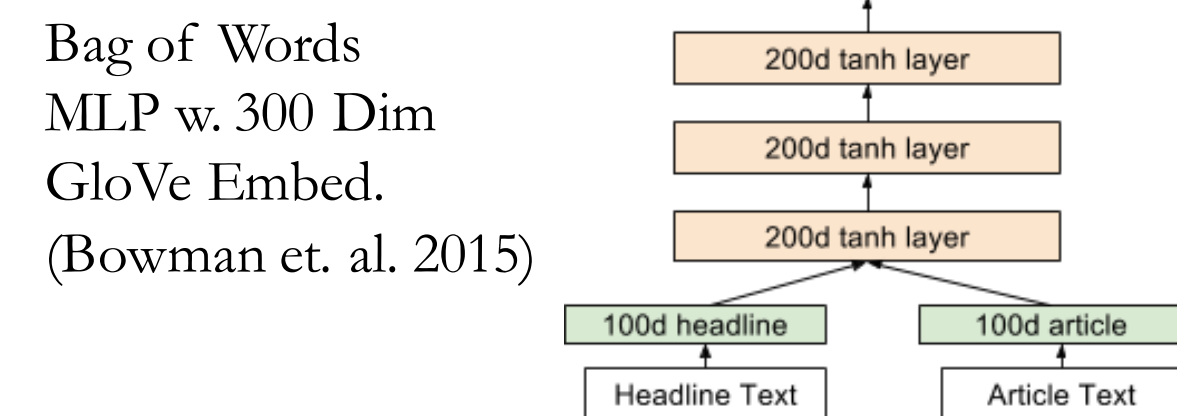 Bag of Words
MLP w. 300 Dim
GloVe Embed.
(Bowman et. al. 2015)
200d tanh layer
200d tanh layer
200d tanh layer
100d headline
100d article
Headline Text
Article Text